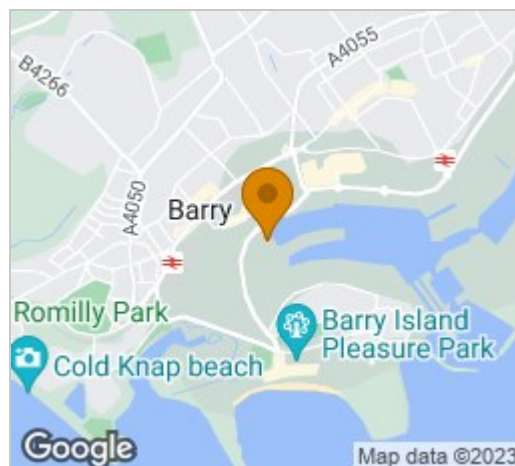 A4055
B4266
A4050
Barry
Romilly Park
Barry Island
Pleasure Park
Cold Knap beach
Google
Map data ©2023